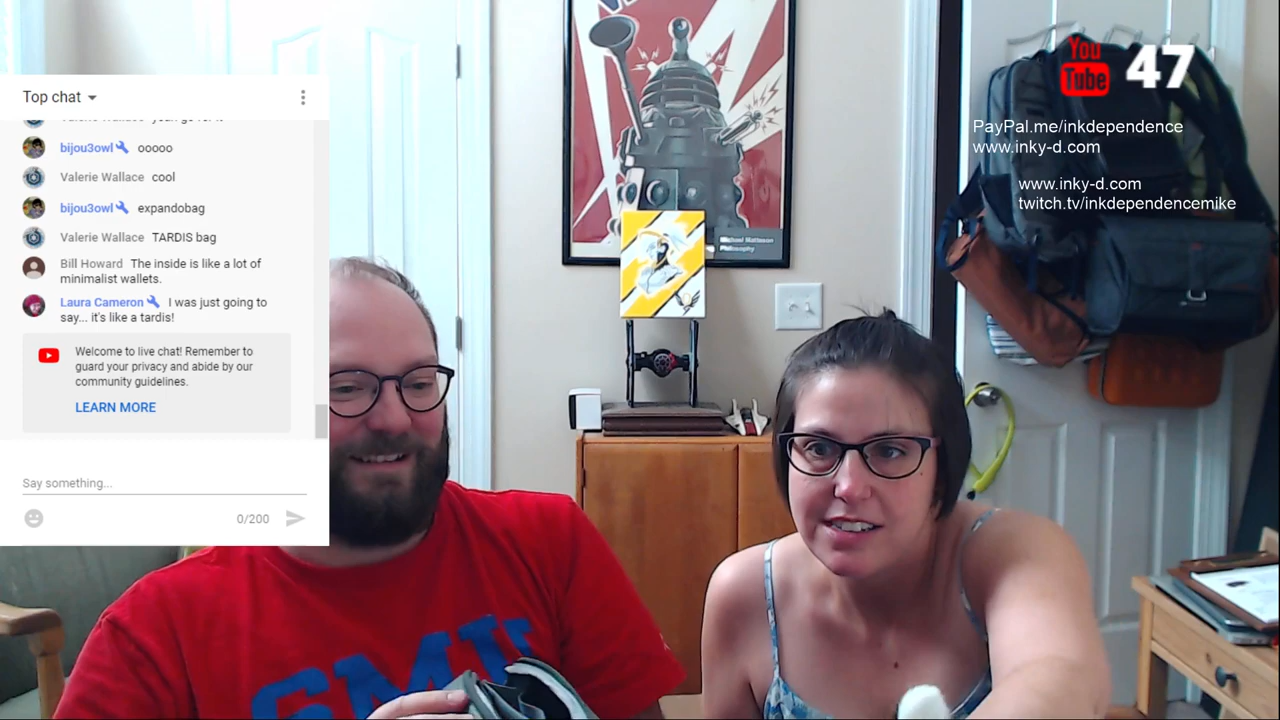 Top chat
bijou3owl ooooo
Valerie Wallace cool
bijou3owl expandobag
Valerie Wallace TARDIS bag
Bill Howard The inside is like a lot of
minimalist wallets.
Laura Cameron I was just going to
say... it's like a tardis!
Welcome to live chat! Remember to
guard your privacy and abide by our
community guidelines.
LEARN MORE
Say something...
0/200
You
Tube
47
PayPal.me/inkdependence
www.inky-d.com
www.inky-d.com
twitch.tv/inkdependencemike
Philosophy